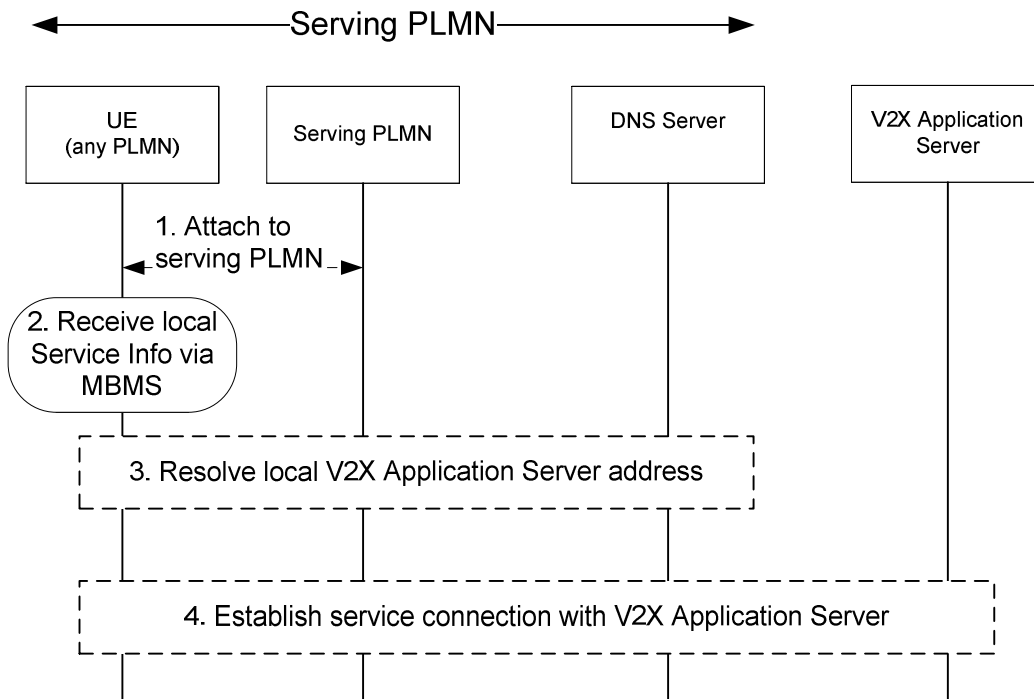 Serving PLMN
UE
(any PLMN)
Serving PLMN
DNS Server
V2X Application
Server
1. Attach to
serving PLMN
2. Receive local
Service Info via
MBMS
3. Resolve local V2X Application Server address
4. Establish service connection with V2X Application Server